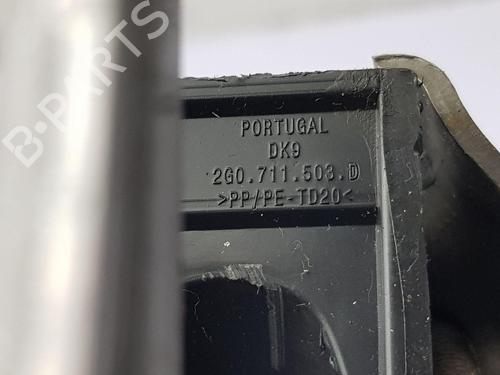 B-PARTS
PORTUGAL
DK9
2G0.711.503.D
>PP/PE-TD20<